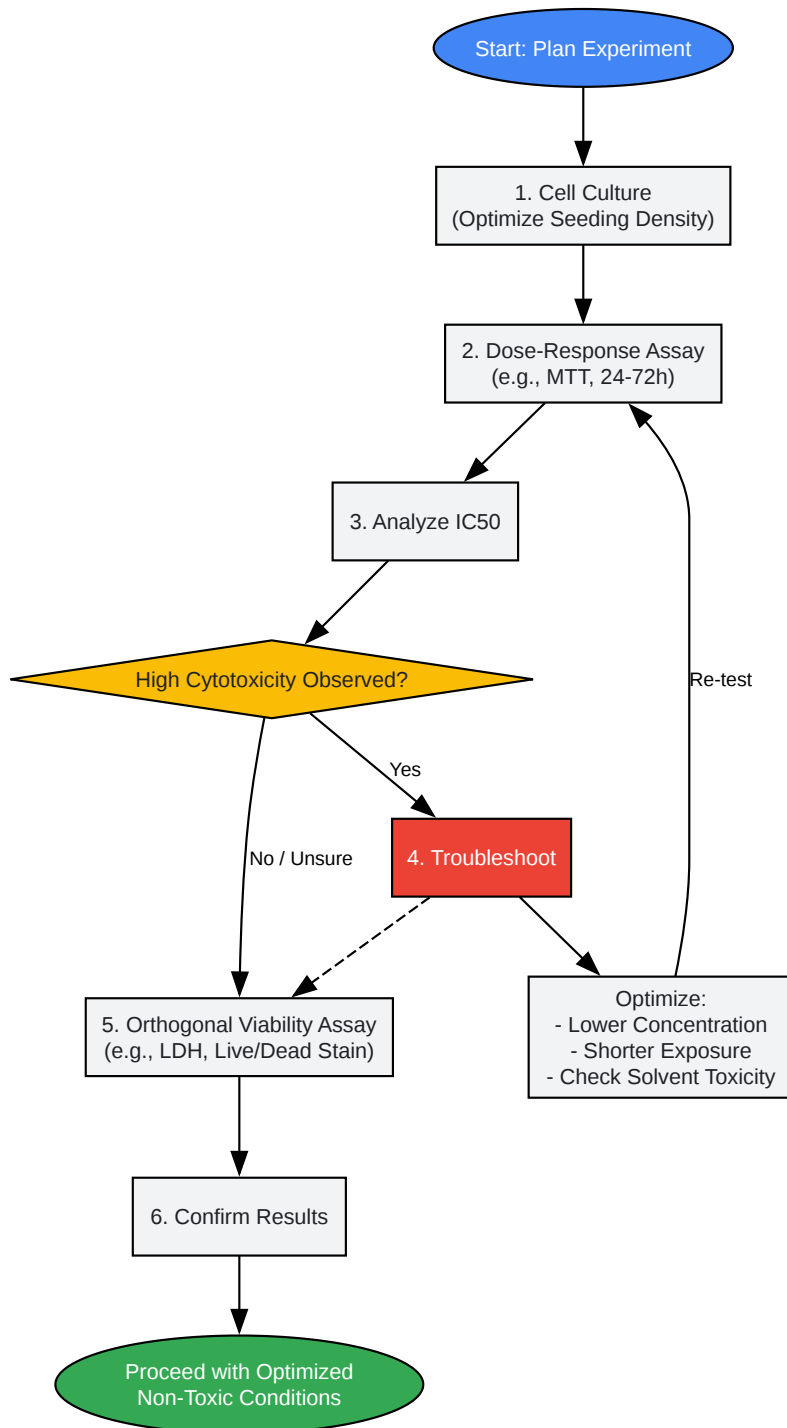 Start: Plan Experiment
1. Cell Culture
(Optimize Seeding Density)
2. Dose-Response Assay
(e.g., MTT, 24-72h)
3. Analyze IC50
High Cytotoxicity Observed?
Re-test
Yes
4. Troubleshoot
No / Unsure
Optimize:
- Lower Concentration
- Shorter Exposure
- Check Solvent Toxicity
5. Orthogonal Viability Assay
(e.g., LDH, Live/Dead Stain)
6. Confirm Results
Proceed with Optimized
Non-Toxic Conditions